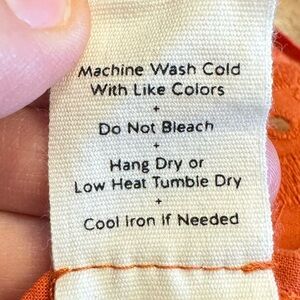 Machine Wash Cold
With Like Colors
+
Do Not Bleach
+
Hang Dry or
Low Heat Tumble Dry
+
Cool Iron If Needed